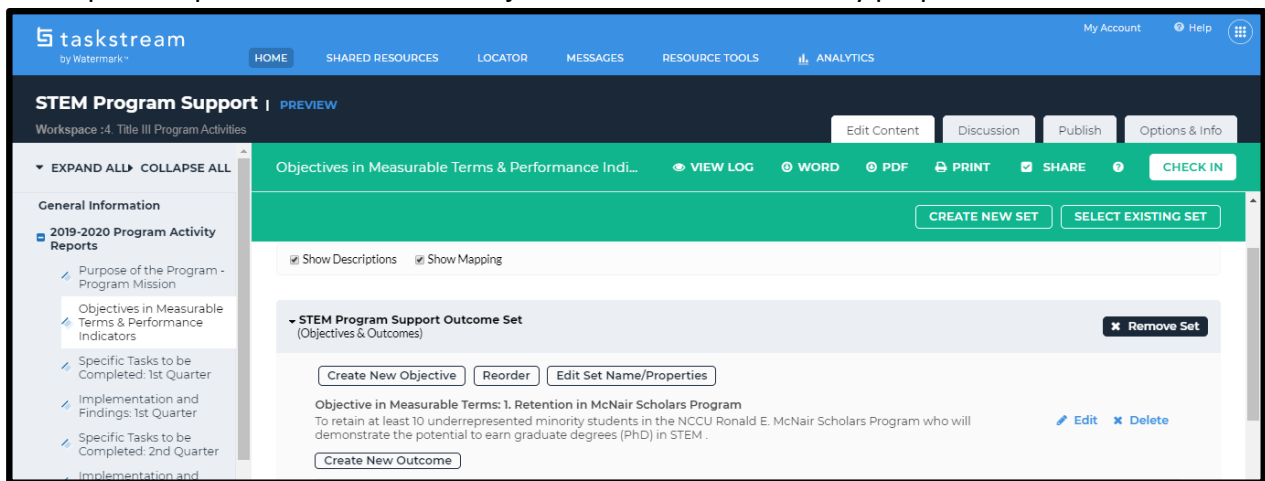 taskstream
by Watermark™
My Account
Help
HOME
SHARED RESOURCES
LOCATOR
MESSAGES
RESOURCE TOOLS
ANALYTICS
STEM Program Support | PREVIEW
Workspace :4. Title III Program Activities
Edit Content
Discussion
Publish
Options & Info
EXPAND ALL
COLLAPSE ALL
Objectives in Measurable Terms & Performance Indi...
VIEW LOG
WORD
PDF
PRINT
SHARE
CHECK IN
CREATE NEW SET
SELECT EXISTING SET
General Information
2019-2020 Program Activity
Reports
Purpose of the Program -
Program Mission
Objectives in Measurable
Terms & Performance
Indicators
Specific Tasks to be
Completed: 1st Quarter
Implementation and
Findings: 1st Quarter
Specific Tasks to be
Completed: 2nd Quarter
Implementation and
Show Descriptions
Show Mapping
STEM Program Support Outcome Set
(Objectives & Outcomes)
Remove Set
Create New Objective
Reorder
Edit Set Name/Properties
Objective in Measurable Terms: 1. Retention in McNair Scholars Program
To retain at least 10 underrepresented minority students in the NCCU Ronald E. McNair Scholars Program who will
demonstrate the potential to earn graduate degrees (PhD) in STEM .
Edit
Delete
Create New Outcome